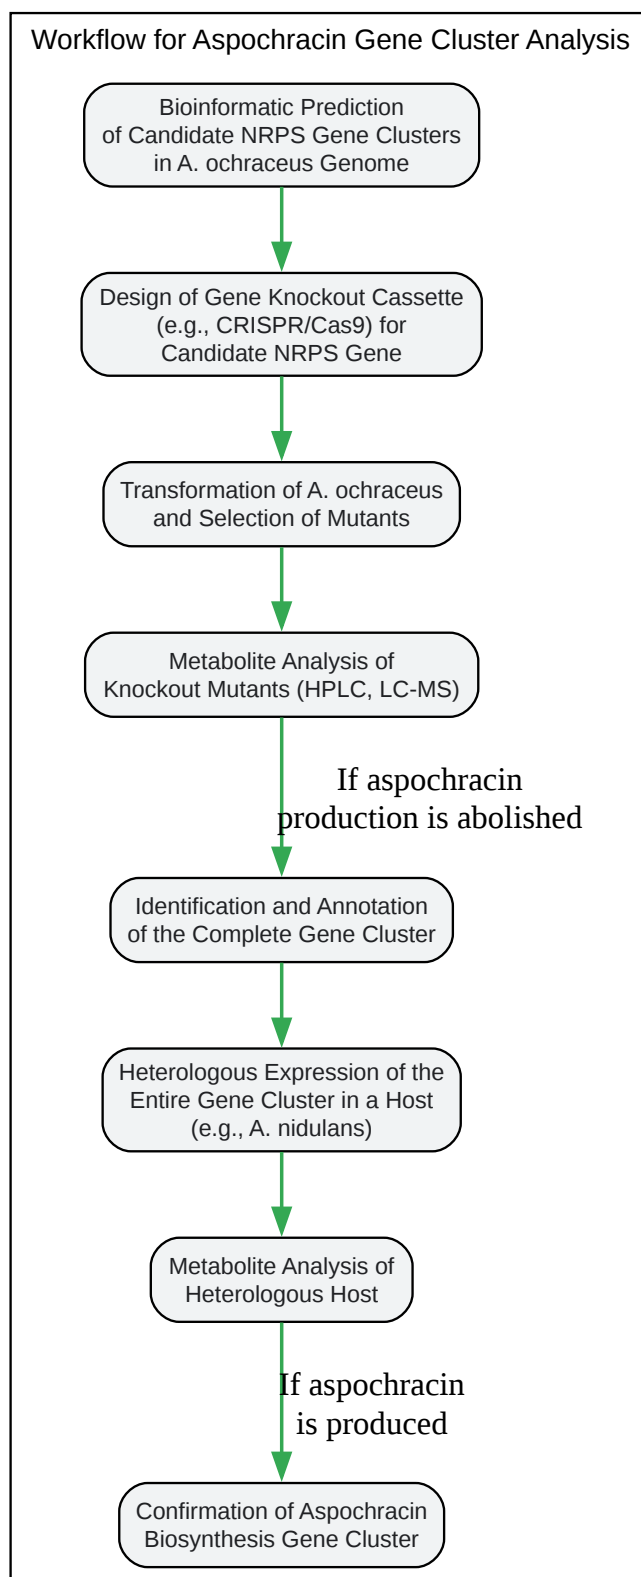 Workflow for Aspochracin Gene Cluster Analysis
Bioinformatic Prediction
of Candidate NRPS Gene Clusters
in A. ochraceus Genome
Design of Gene Knockout Cassette
(e.g., CRISPR/Cas9) for
Candidate NRPS Gene
Transformation of A. ochraceus
and Selection of Mutants
Metabolite Analysis of
Knockout Mutants (HPLC, LC-MS)
If aspochracin
production is abolished
Identification and Annotation
of the Complete Gene Cluster
Heterologous Expression of the
Entire Gene Cluster in a Host
(e.g., A. nidulans)
Metabolite Analysis of
Heterologous Host
If aspochracin
is produced
Confirmation of Aspochracin
Biosynthesis Gene Cluster